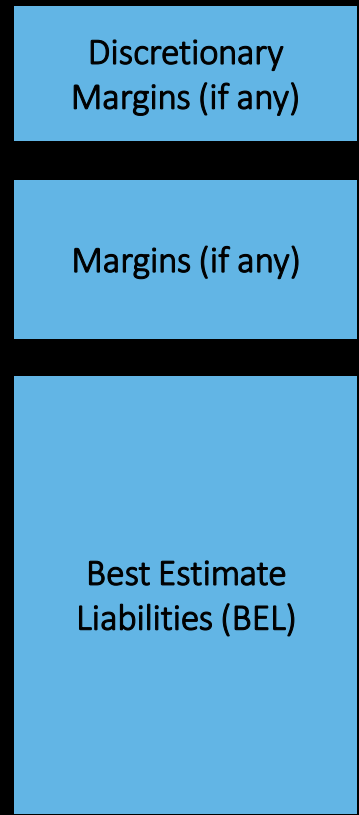 Discretionary
Margins (if any)
Margins (if any)
Best Estimate
Liabilities (BEL)